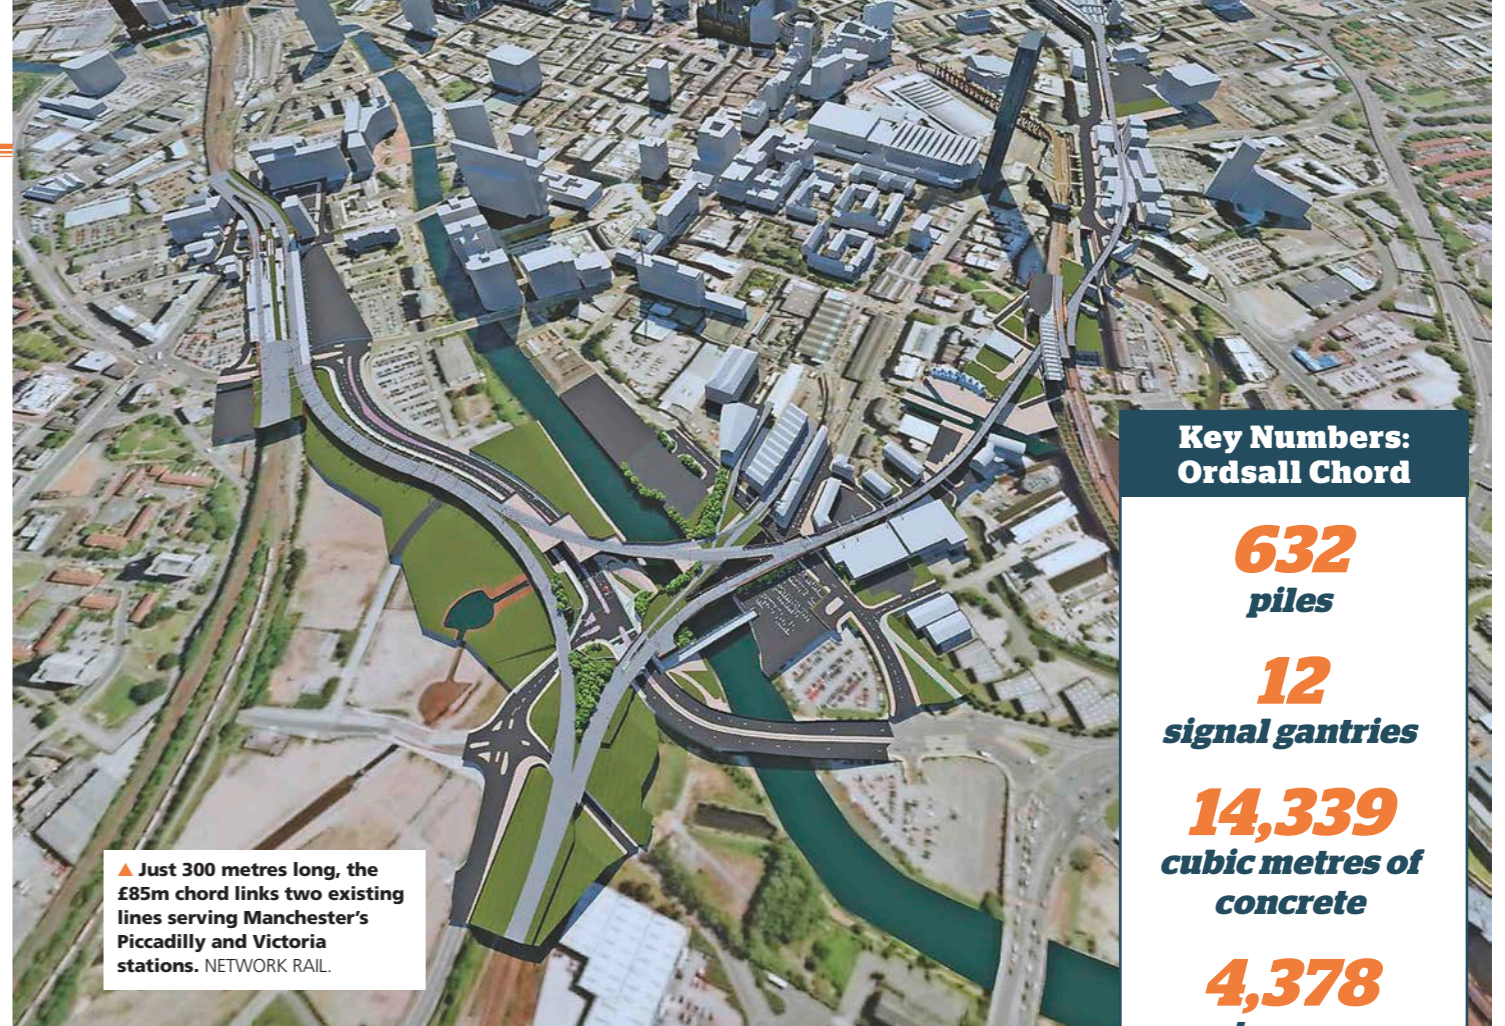 ▲ Just 300 metres long, the
£85m chord links two existing
lines serving Manchester's
Piccadilly and Victoria
stations. NETWORK RAIL.
Key Numbers:
Ordsall Chord
632
piles
12
signal gantries
14,339
cubic metres of
concrete
4,378